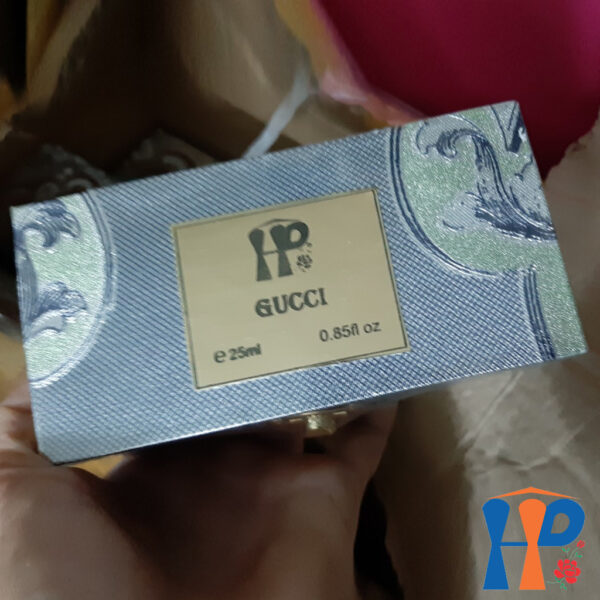 HP
GUCCI
℮ 25ml 0.85fl oz
HP